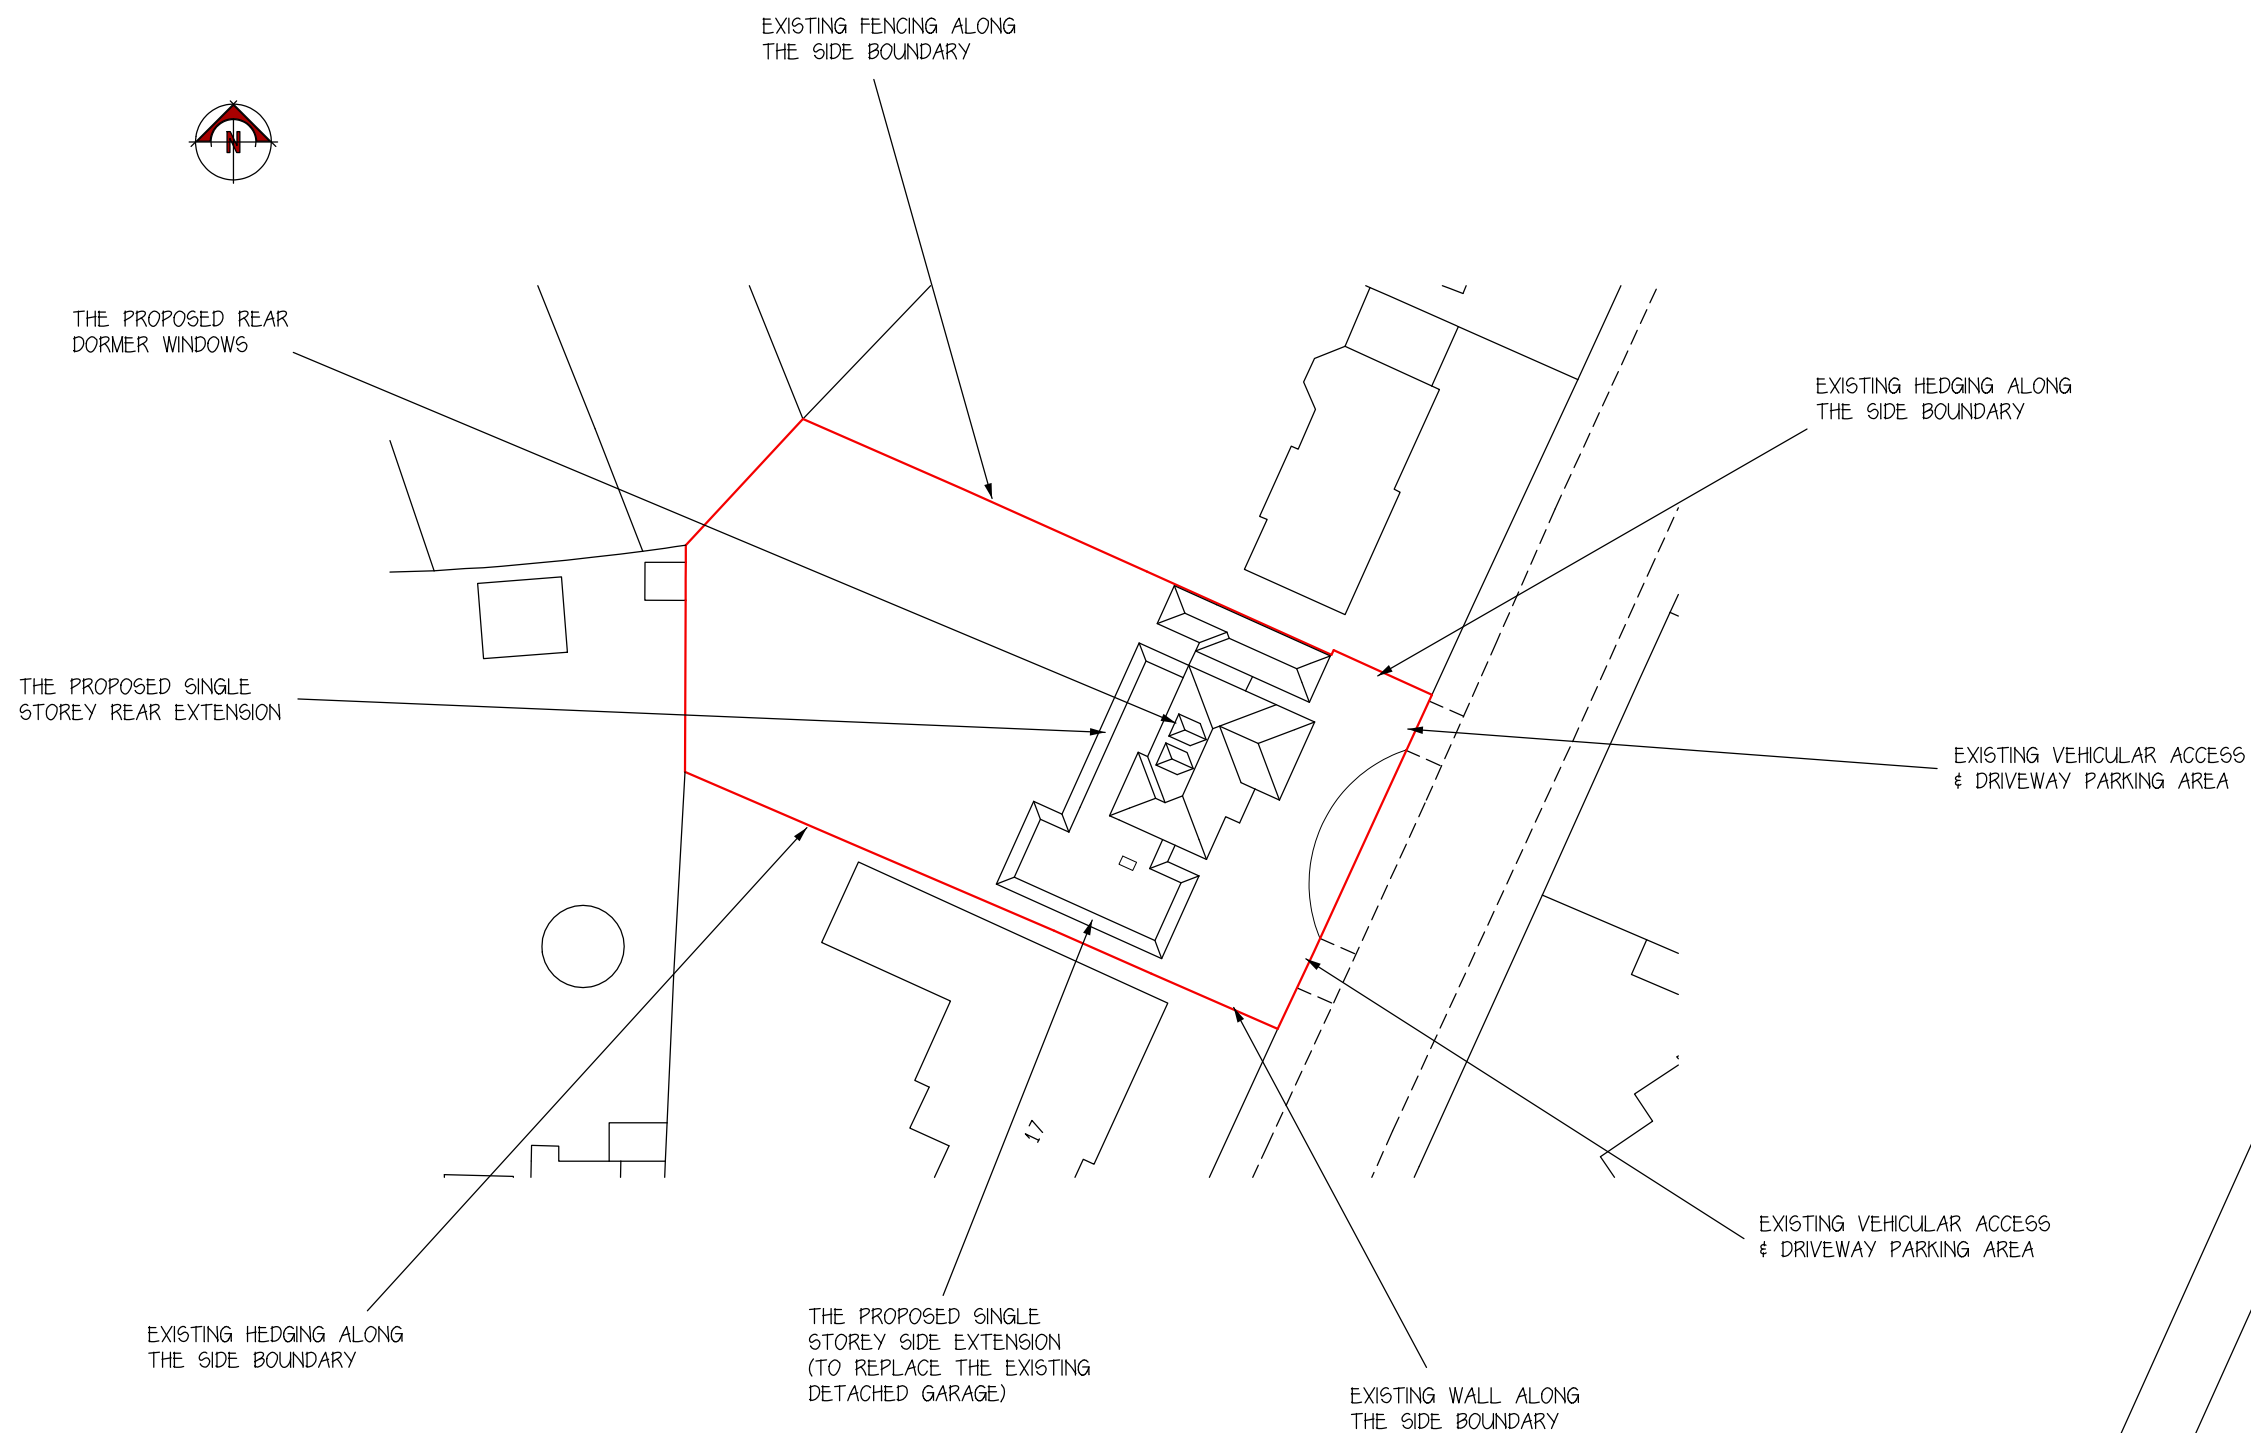 EXISTING FENCING ALONG
THE SIDE BOUNDARY
N
THE PROPOSED REAR
DORMER WINDOWS
EXISTING HEDGING ALONG
THE SIDE BOUNDARY
THE PROPOSED SINGLE
STOREY REAR EXTENSION
EXISTING VEHICULAR ACCESS
& DRIVEWAY PARKING AREA
17
EXISTING VEHICULAR ACCESS
& DRIVEWAY PARKING AREA
EXISTING HEDGING ALONG
THE SIDE BOUNDARY
THE PROPOSED SINGLE
STOREY SIDE EXTENSION
(TO REPLACE THE EXISTING
DETACHED GARAGE)
EXISTING WALL ALONG
THE SIDE BOUNDARY